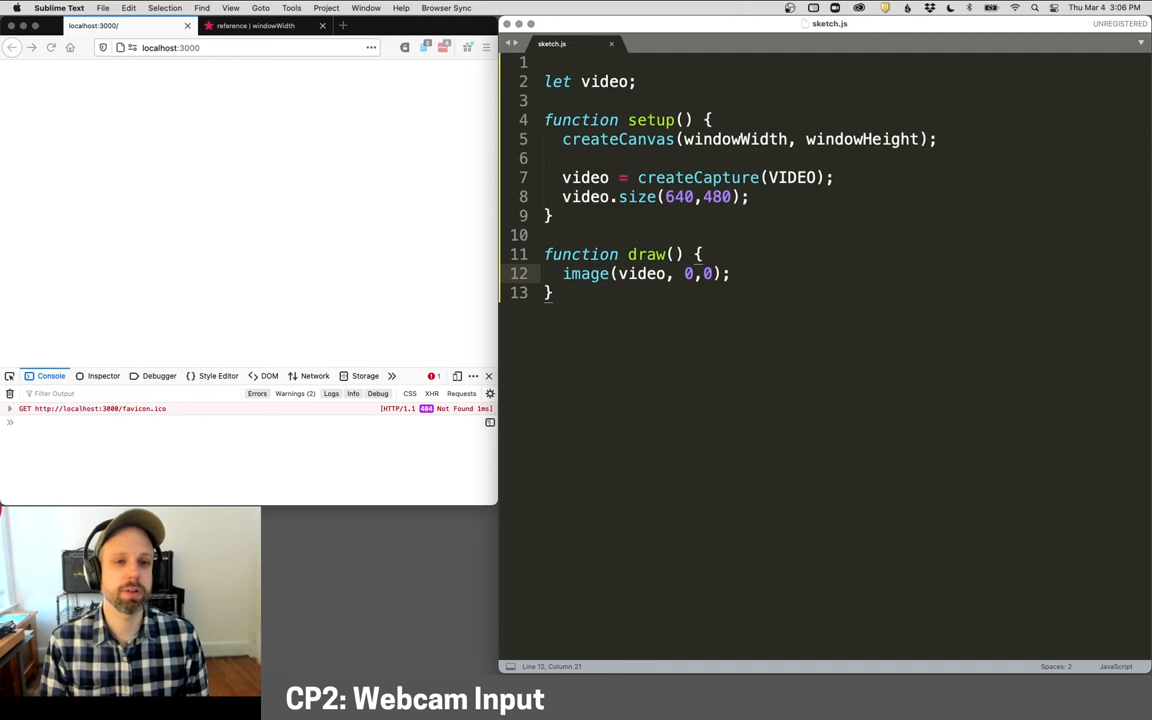 Sublime Text File Edit Selection Find View Goto Tools Project Window Help Browser Sync Thu Mar 4 3:06 PM
localhost:3000/ reference | windowWidth
localhost:3000
sketch.js UNREGISTERED
sketch.js
1
2 let video;
3
4 function setup() {
5 createCanvas(windowWidth, windowHeight);
6
7 video = createCapture(VIDEO);
8 video.size(640,480);
9 }
10
11 function draw() {
12 image(video, 0,0);
13 }
Console Inspector Debugger Style Editor DOM Network Storage 1
Filter Output Errors Warnings (2) Logs Info Debug CSS XHR Requests
GET http://localhost:3000/favicon.ico [HTTP/1.1 404 Not Found 1ms]
Line 12, Column 21 Spaces: 2 JavaScript
CP2: Webcam Input